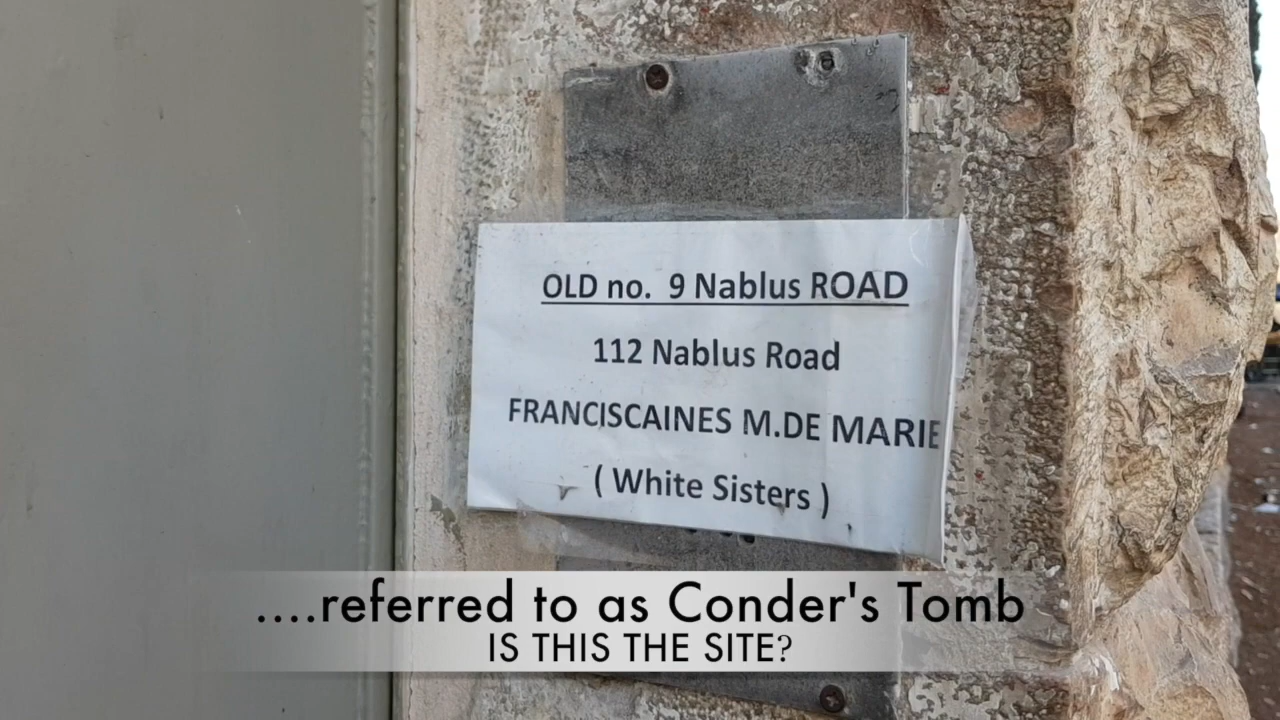 OLD no. 9 Nablus ROAD
112 Nablus Road
FRANCISCAINES M.DE MARIE
( White Sisters )
....referred to as Conder's Tomb
IS THIS THE SITE?